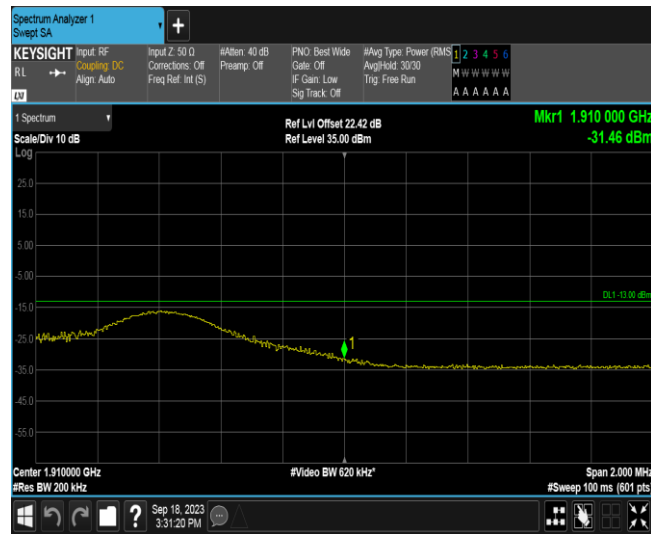 Spectrum Analyzer 1
Swept SA
+
KEYSIGHT
RL
LXI
Input: RF
Coupling: DC
Align: Auto
Input Z: 50 Ω
Corrections: Off
Freq Ref: Int (S)
#Atten: 40 dB
Preamp: Off
PNO: Best Wide
Gate: Off
IF Gain: Low
Sig Track: Off
#Avg Type: Power (RMS
Avg|Hold: 30/30
Trig: Free Run
1 2 3 4 5 6
M W W W W W
A A A A A A
1 Spectrum
Scale/Div 10 dB
Log
Ref Lvl Offset 22.42 dB
Ref Level 35.00 dBm
Mkr1 1.910 000 GHz
-31.46 dBm
25.0
15.0
5.00
-5.00
DL1 -13.00 dBm
-15.0
-25.0
1
-35.0
-45.0
-55.0
Center 1.910000 GHz
#Res BW 200 kHz
#Video BW 620 kHz*
Span 2.000 MHz
#Sweep 100 ms (601 pts)
?
Sep 18, 2023
3:31:20 PM